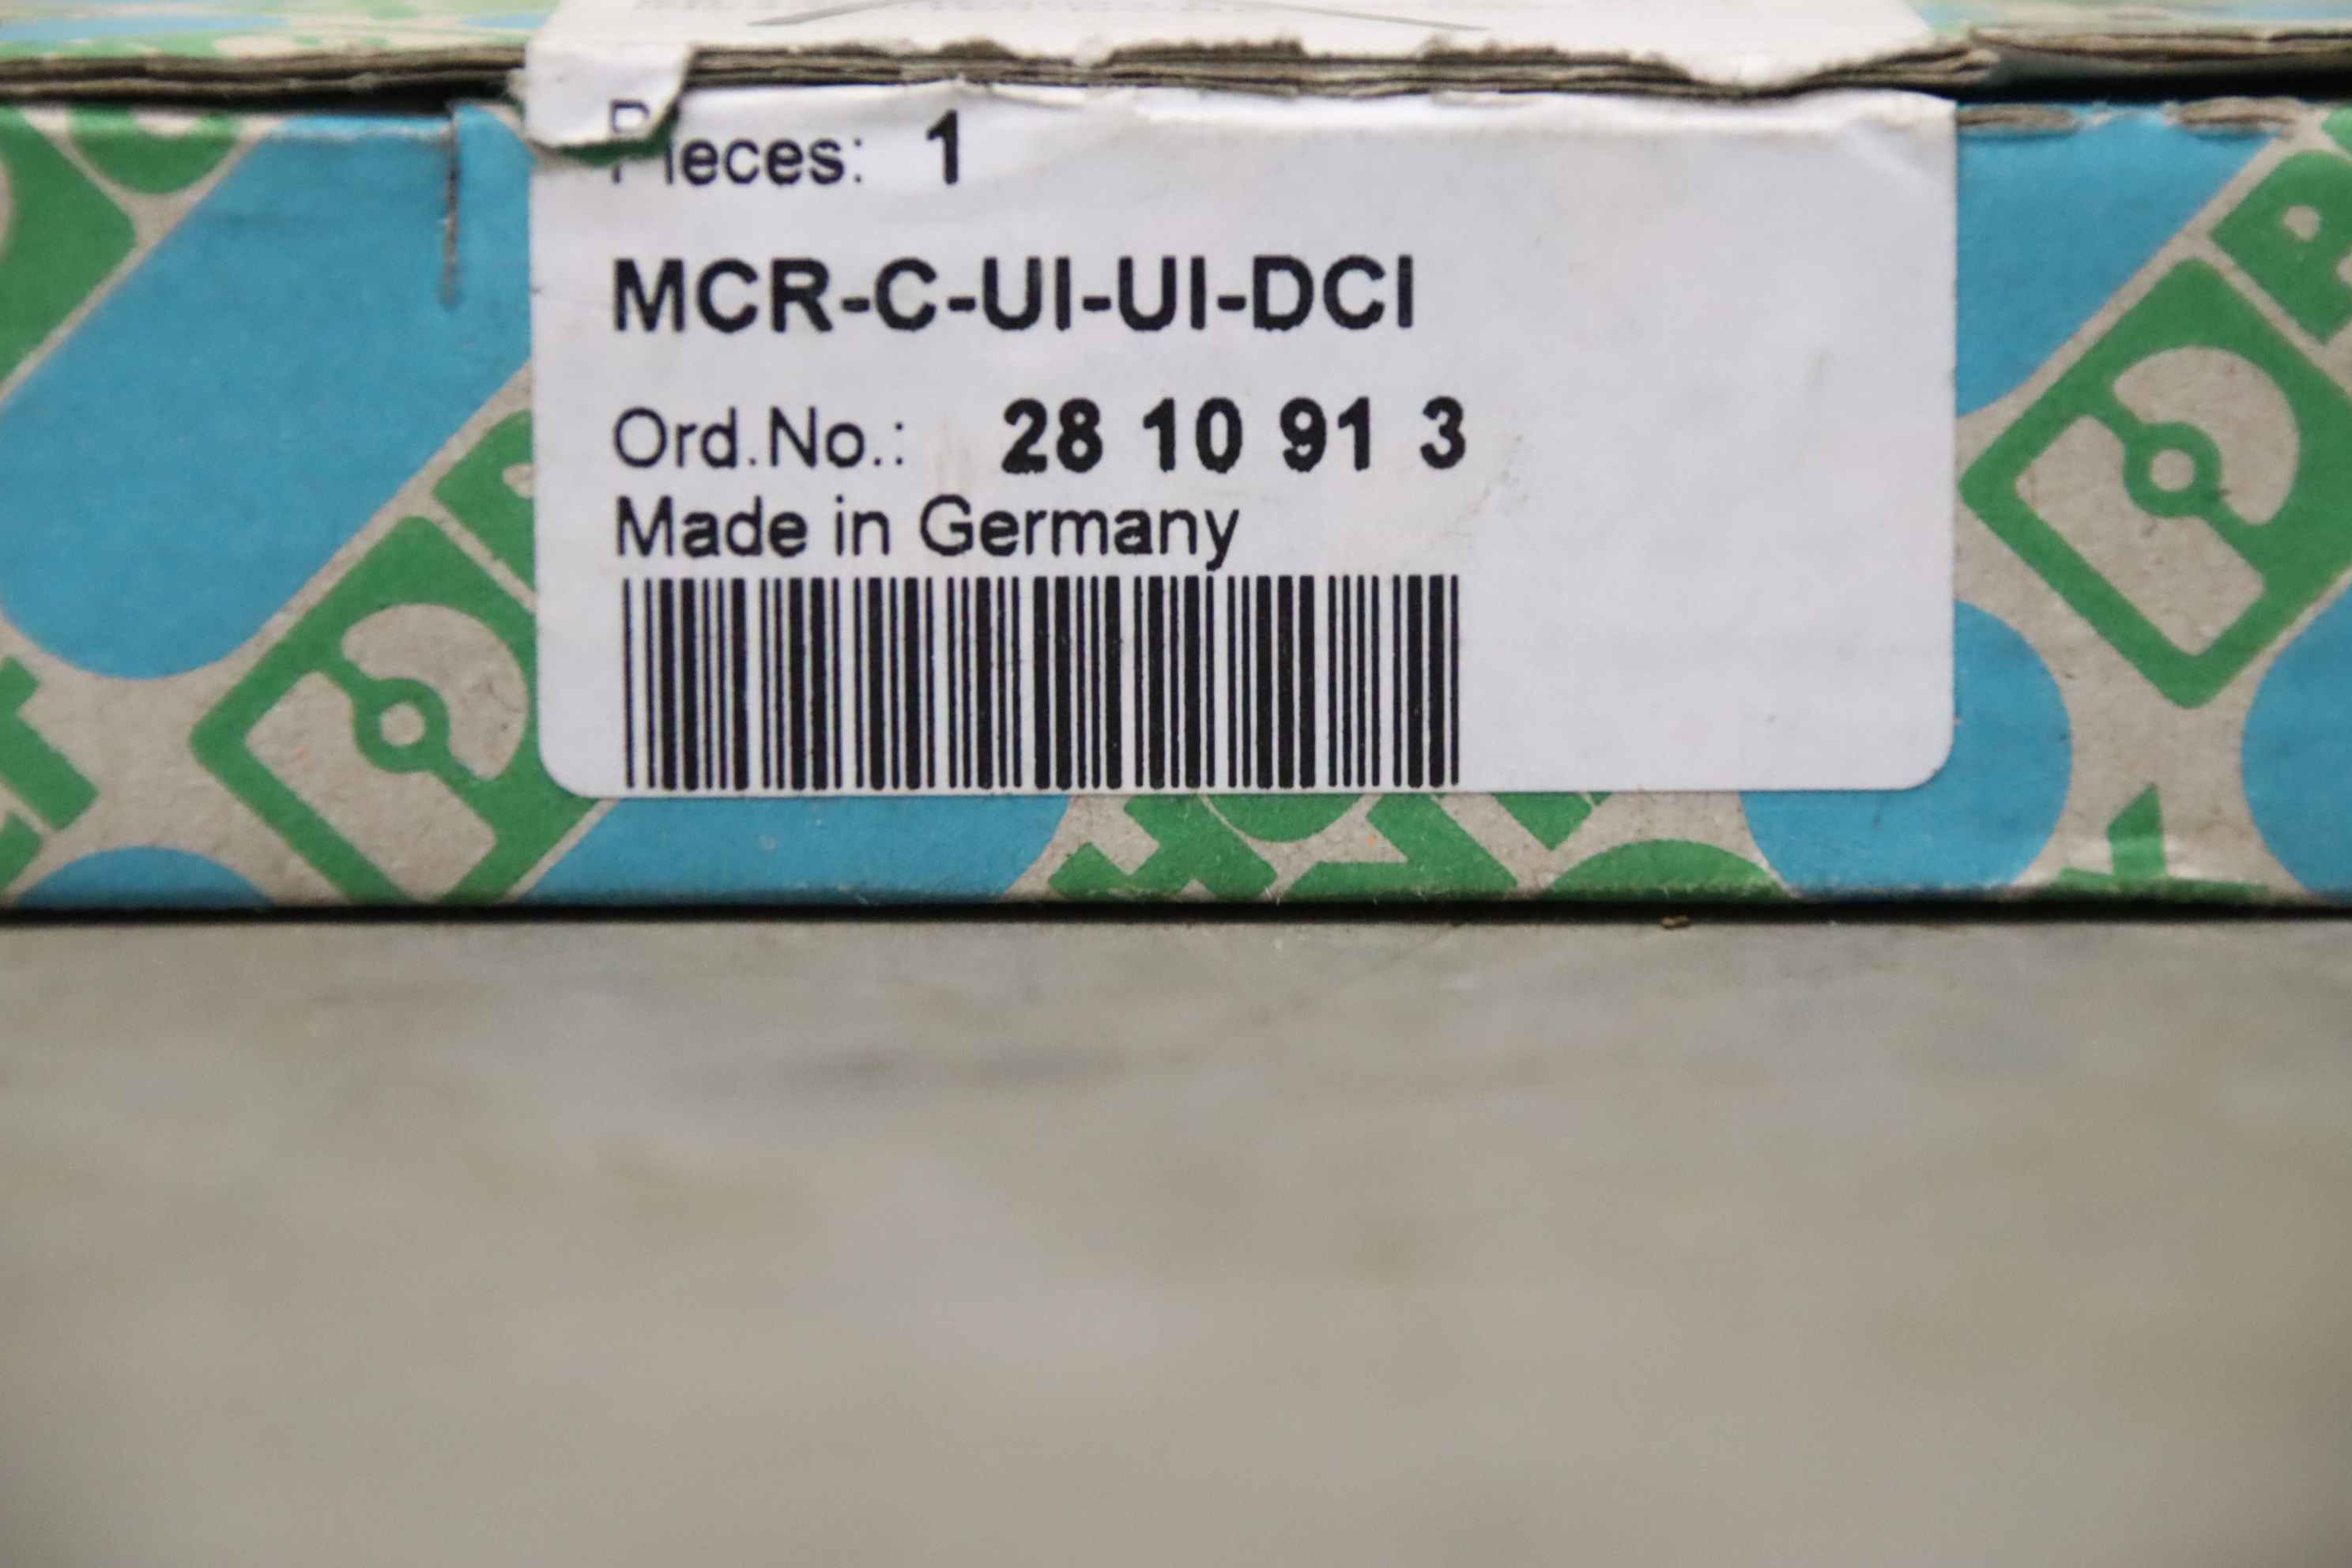 Pieces: 1
MCR-C-UI-UI-DCI
Ord.No.: 28 10 91 3
Made in Germany